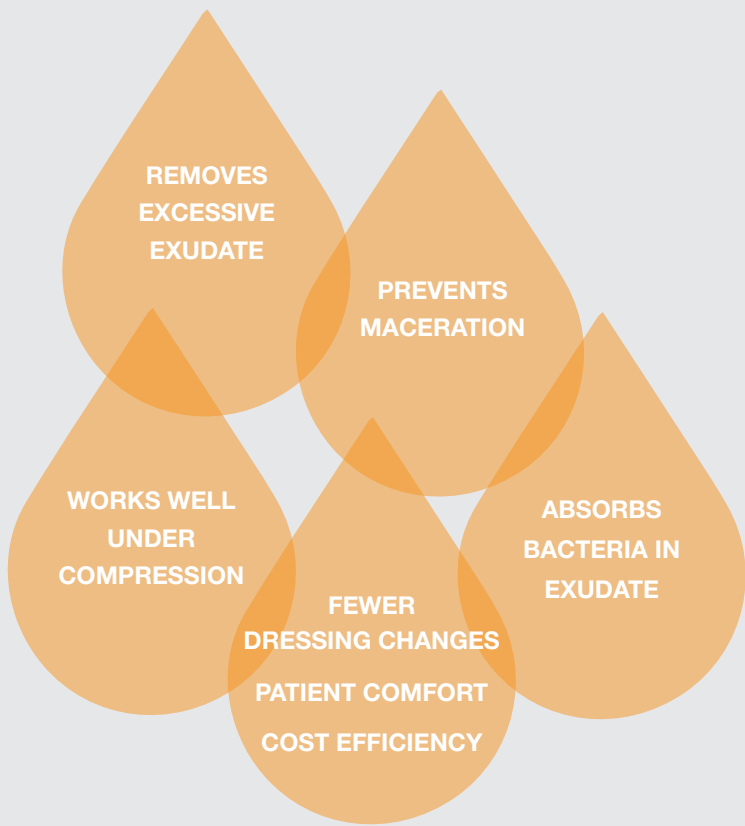 REMOVES
EXCESSIVE
EXUDATE
PREVENTS
MACERATION
WORKS WELL
UNDER
COMPRESSION
ABSORBS
BACTERIA IN
EXUDATE
FEWER
DRESSING CHANGES
PATIENT COMFORT
COST EFFICIENCY